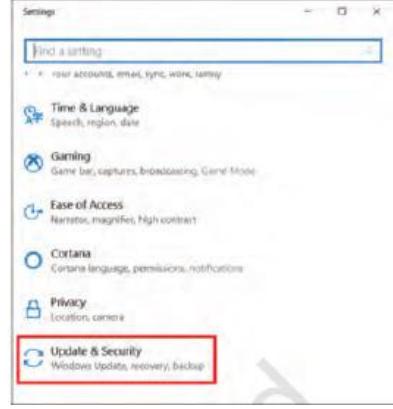 Settings
Find a setting
Your accounts, email, sync, work, family
Time & Language
Speech, region, date
Gaming
Game bar, captures, broadcasting, Game Mode
Ease of Access
Narrator, magnifier, high contrast
Cortana
Cortana language, permissions, notifications
Privacy
Location, camera
Update & Security
Windows Update, recovery, backup